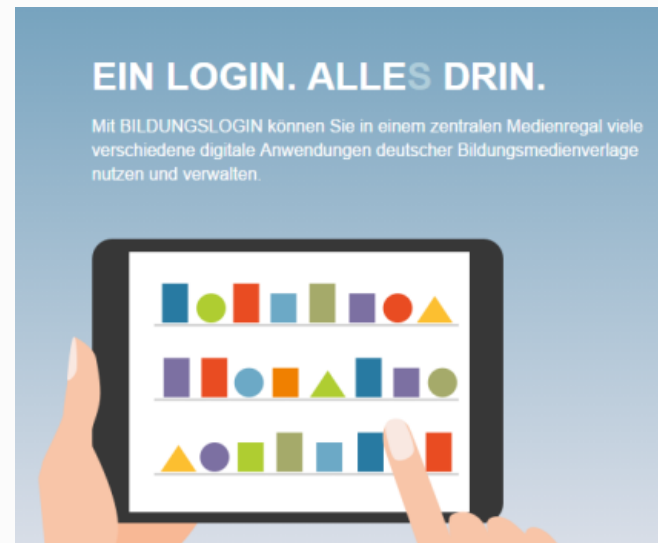 EIN LOGIN. ALLES DRIN.
Mit BILDUNGSLOGIN können Sie in einem zentralen Medienregal viele
verschiedene digitale Anwendungen deutscher Bildungsmedienverlage
nutzen und verwalten.